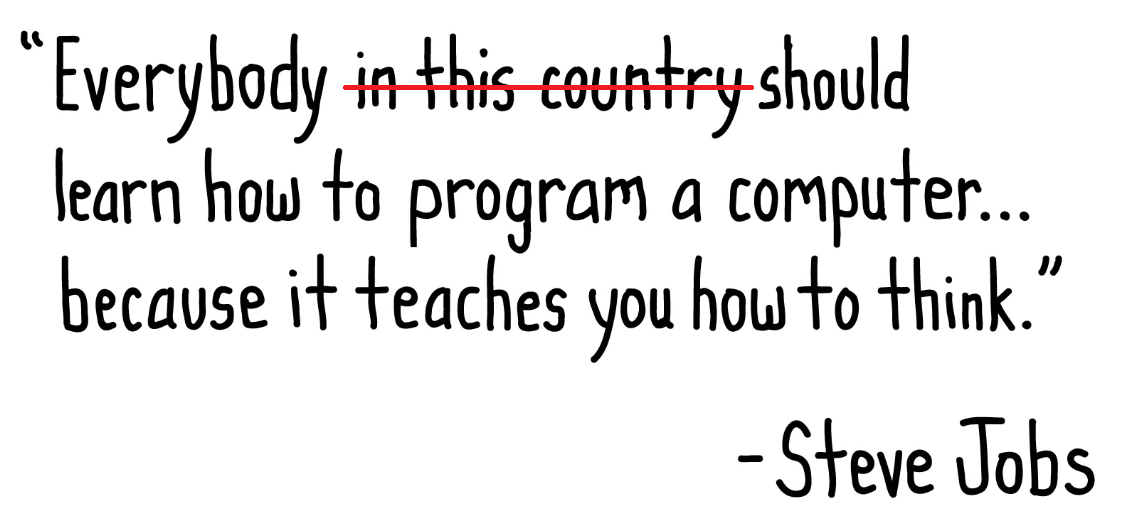 “Everybody in this country should
learn how to program a computer...
because it teaches you how to think.”
-Steve Jobs